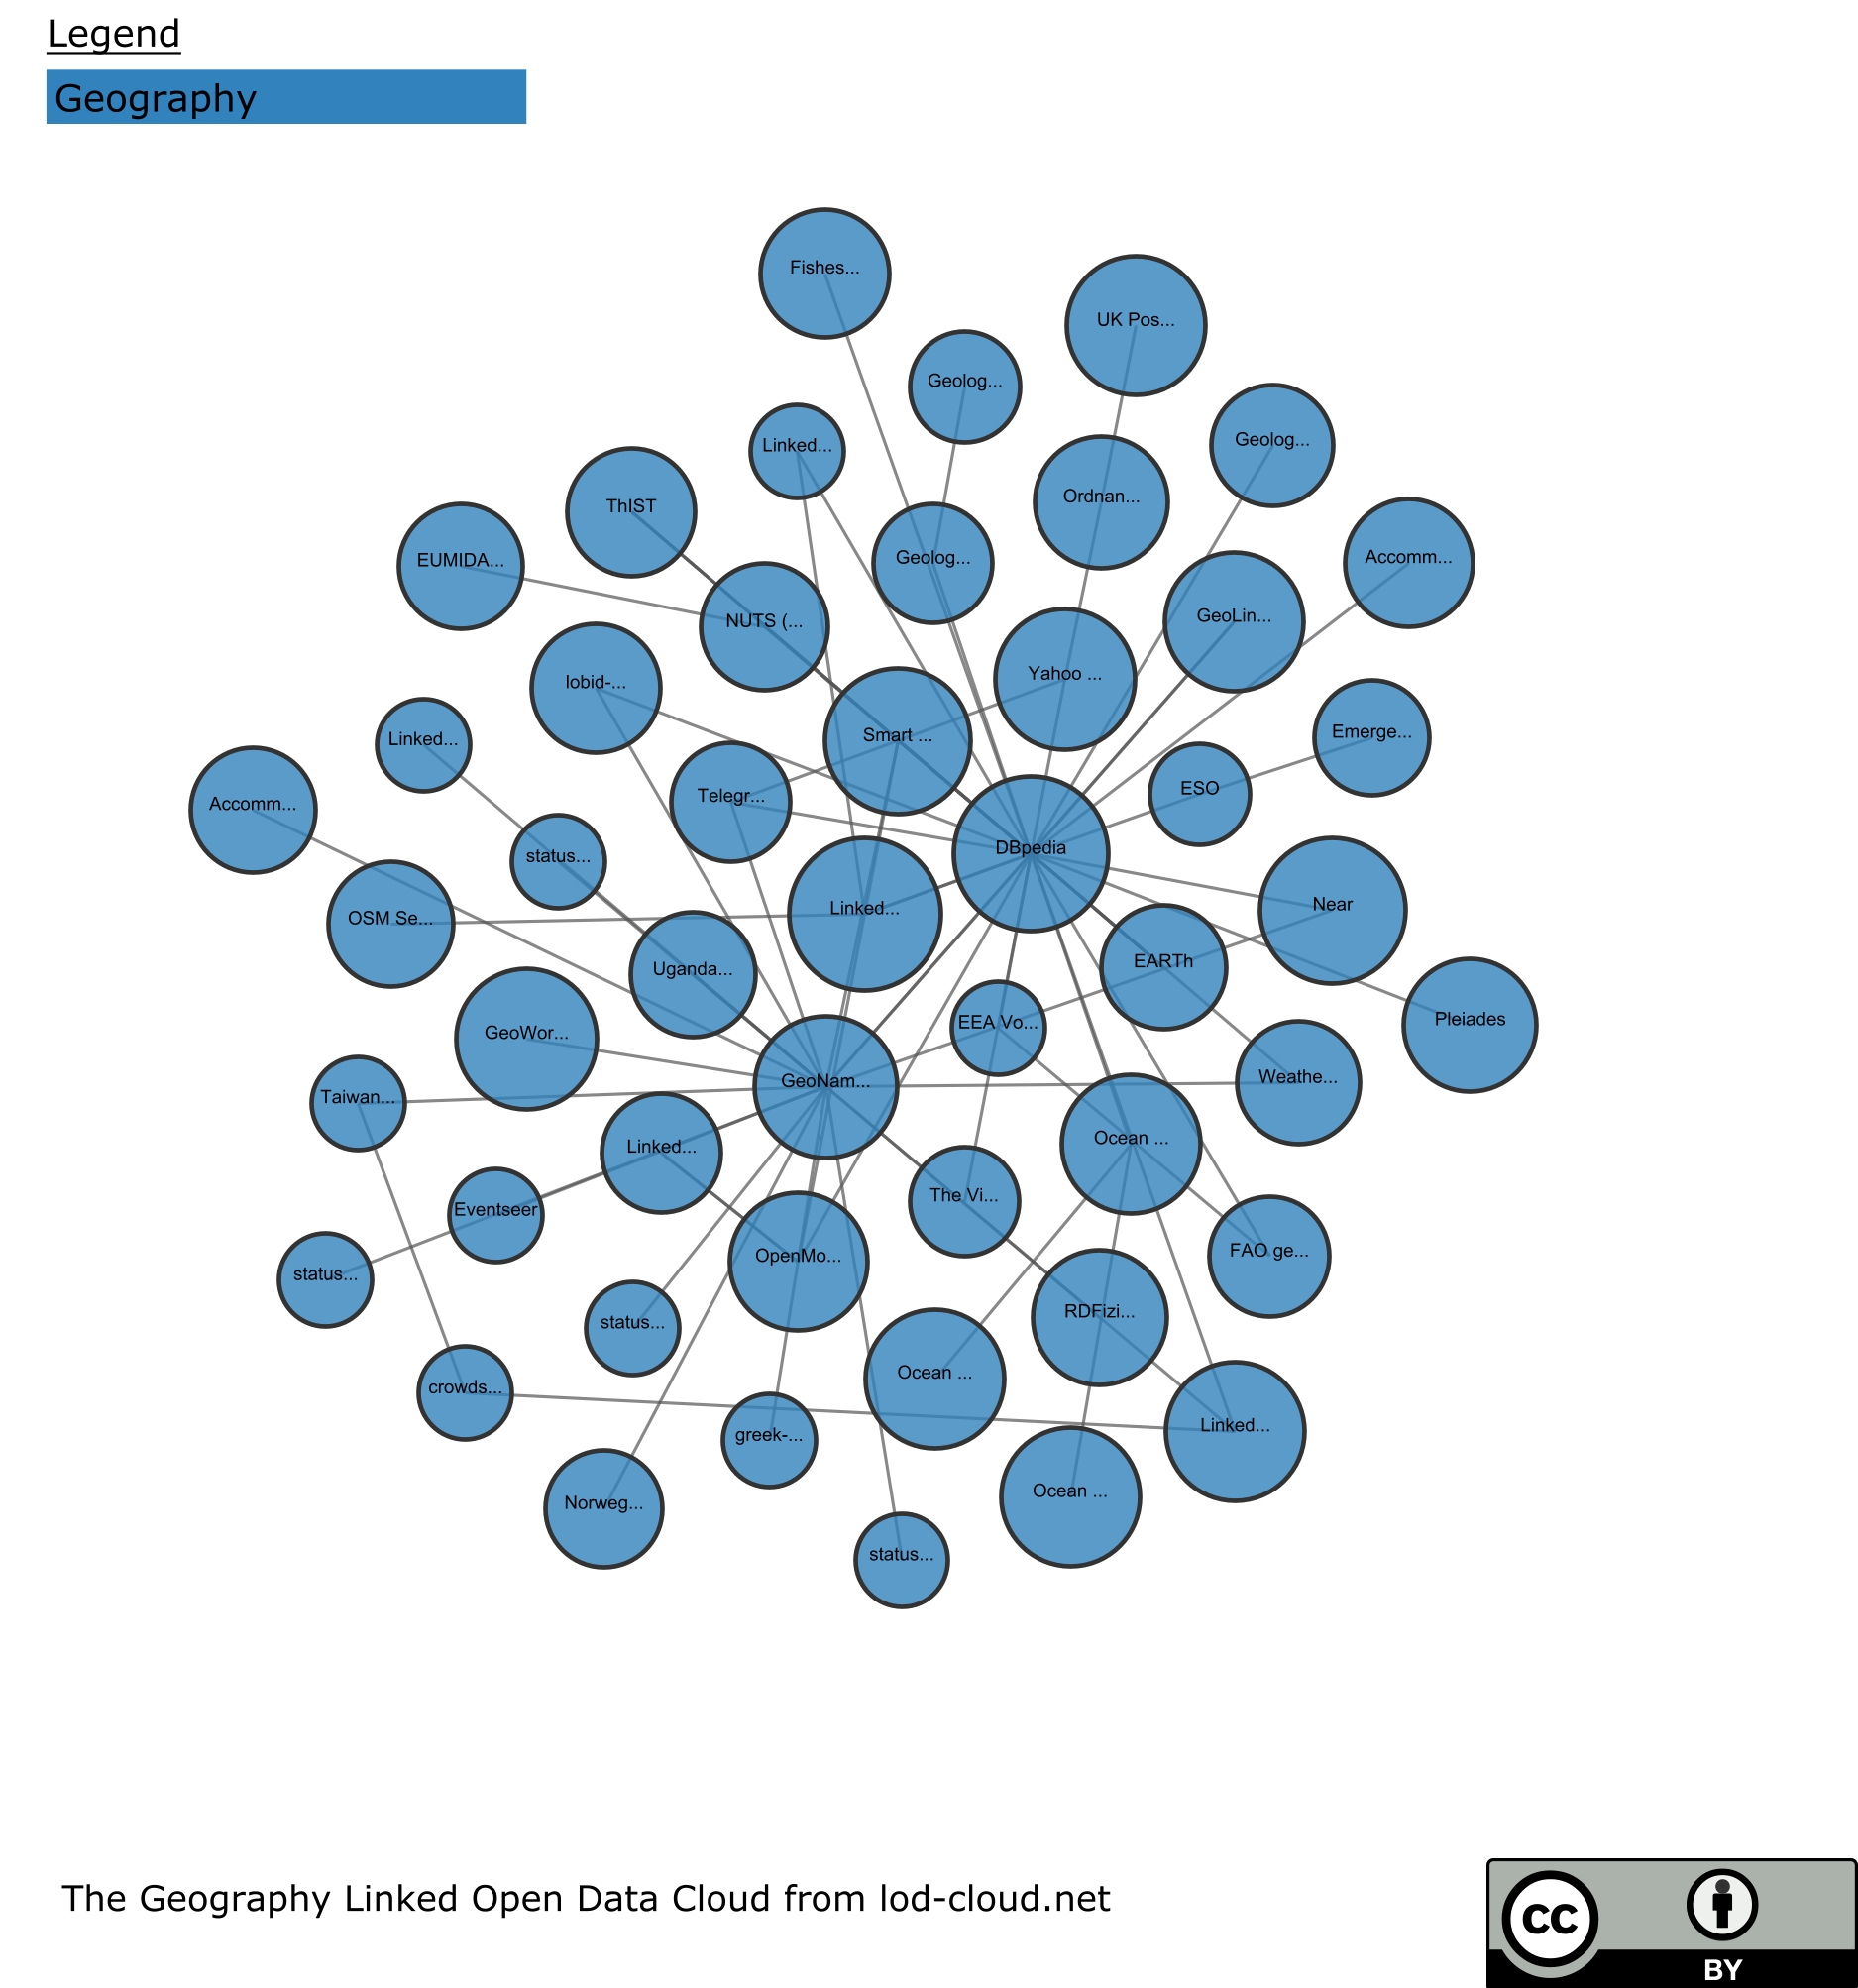 Legend
Geography
Fishes...
UK Pos...
Geolog...
Geolog...
Linked...
Ordnan...
ThIST
Geolog...
Accomm...
EUMIDA...
NUTS (...
GeoLin...
lobid-...
Yahoo ...
Linked...
Smart ...
Emerge...
Accomm...
Telegr...
ESO
status...
DBpedia
OSM Se...
Linked...
Near
Uganda...
EARTh
GeoWor...
EEA Vo...
Pleiades
Taiwan...
GeoNam...
Weathe...
Linked...
Ocean ...
Eventseer
The Vi...
status...
OpenMo...
FAO ge...
status...
RDFizi...
crowds...
Ocean ...
greek-...
Linked...
Norweg...
Ocean ...
status...
The Geography Linked Open Data Cloud from lod-cloud.net
cc
BY